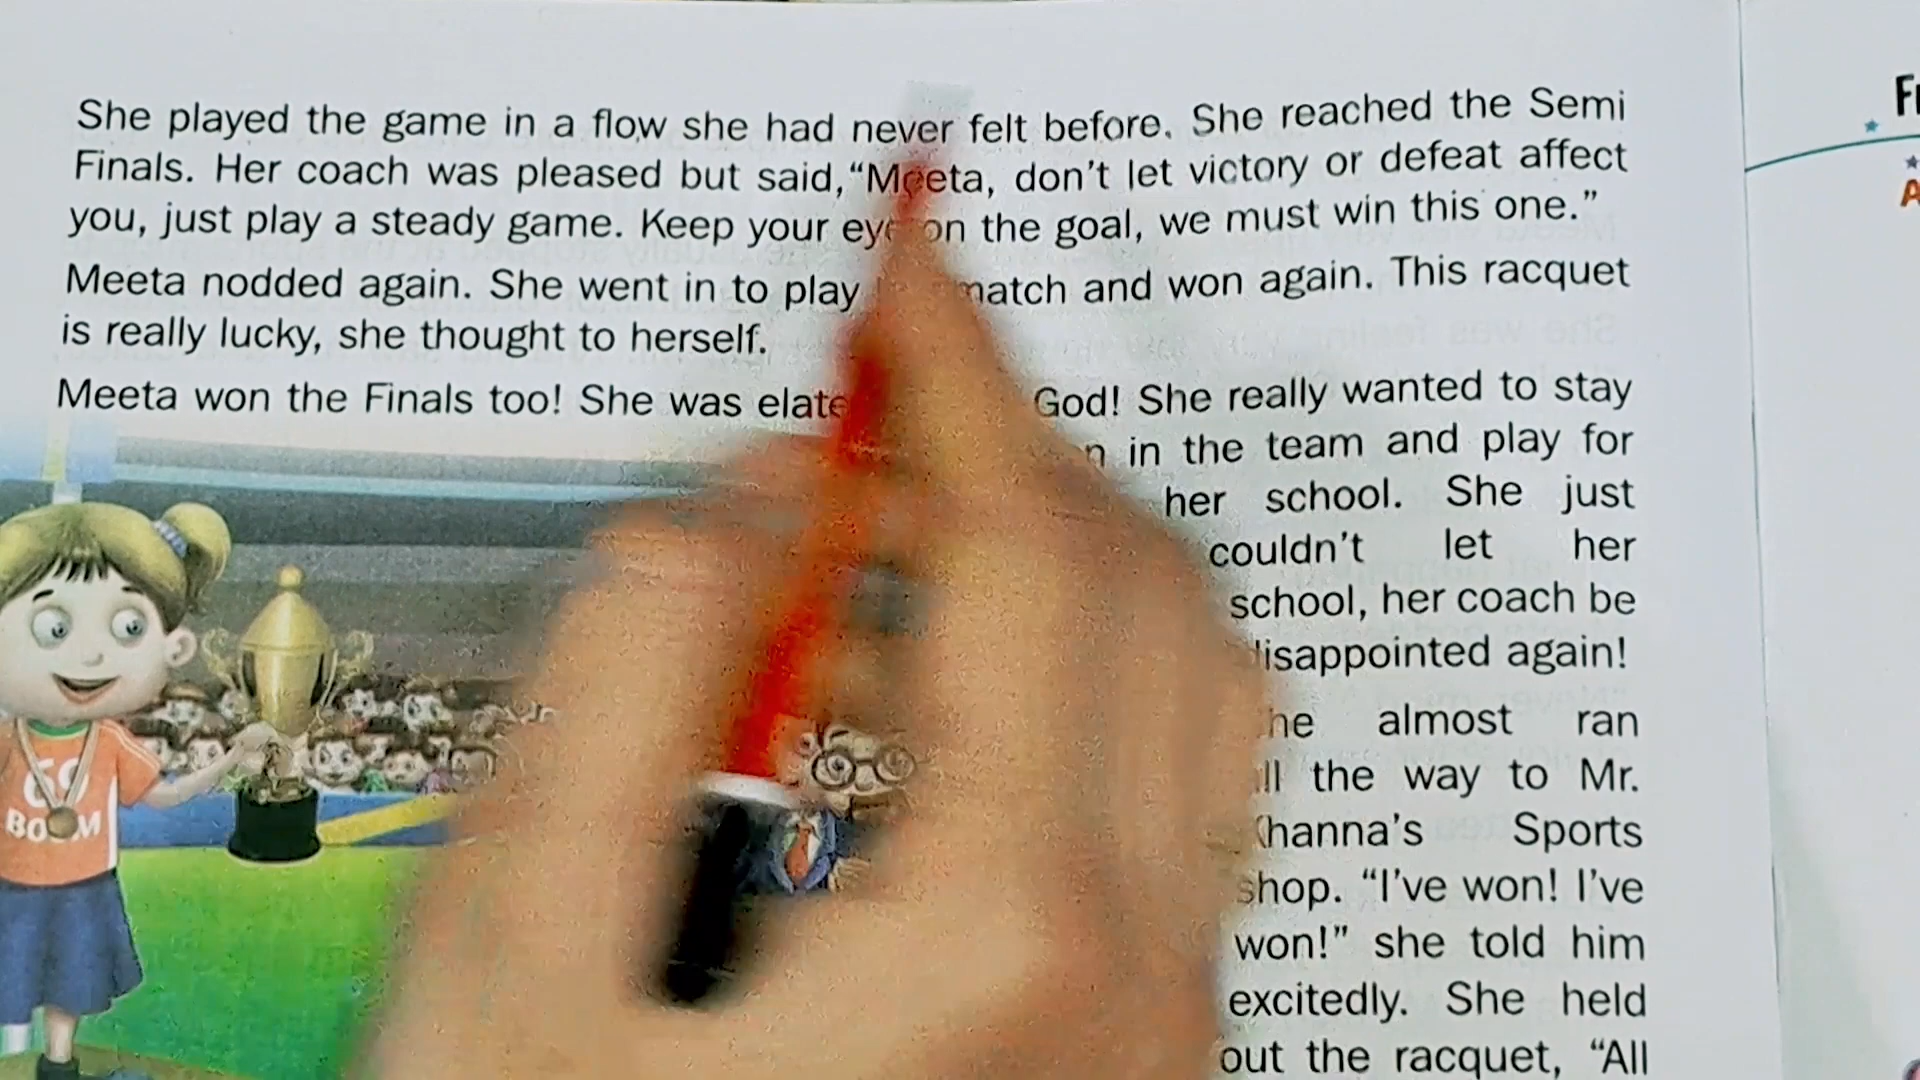 She played the game in a flow she had never felt before. She reached the Semi
Finals. Her coach was pleased but said, “Meeta, don’t let victory or defeat affect
you, just play a steady game. Keep your eye on the goal, we must win this one.”
Meeta nodded again. She went in to play match and won again. This racquet
is really lucky, she thought to herself.
Meeta won the Finals too! She was God! She really wanted to stay
in the team and play for
her school. She just
couldn’t let her
school, her coach be
disappointed again!
almost ran
the way to Mr.
Khanna’s Sports
shop. “I’ve won! I’ve
won!” she told him
excitedly. She held
out the racquet, “All
GO
BOOM